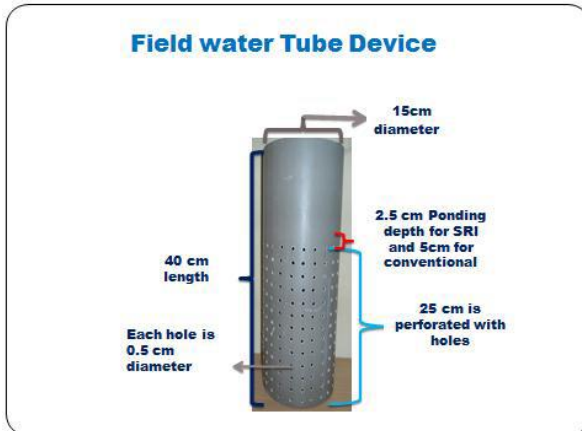 Field water Tube Device
15cm
diameter
2.5 cm Ponding
depth for SRI
and 5cm for
conventional
40 cm
length
25 cm is
perforated with
holes
Each hole is
0.5 cm
diameter